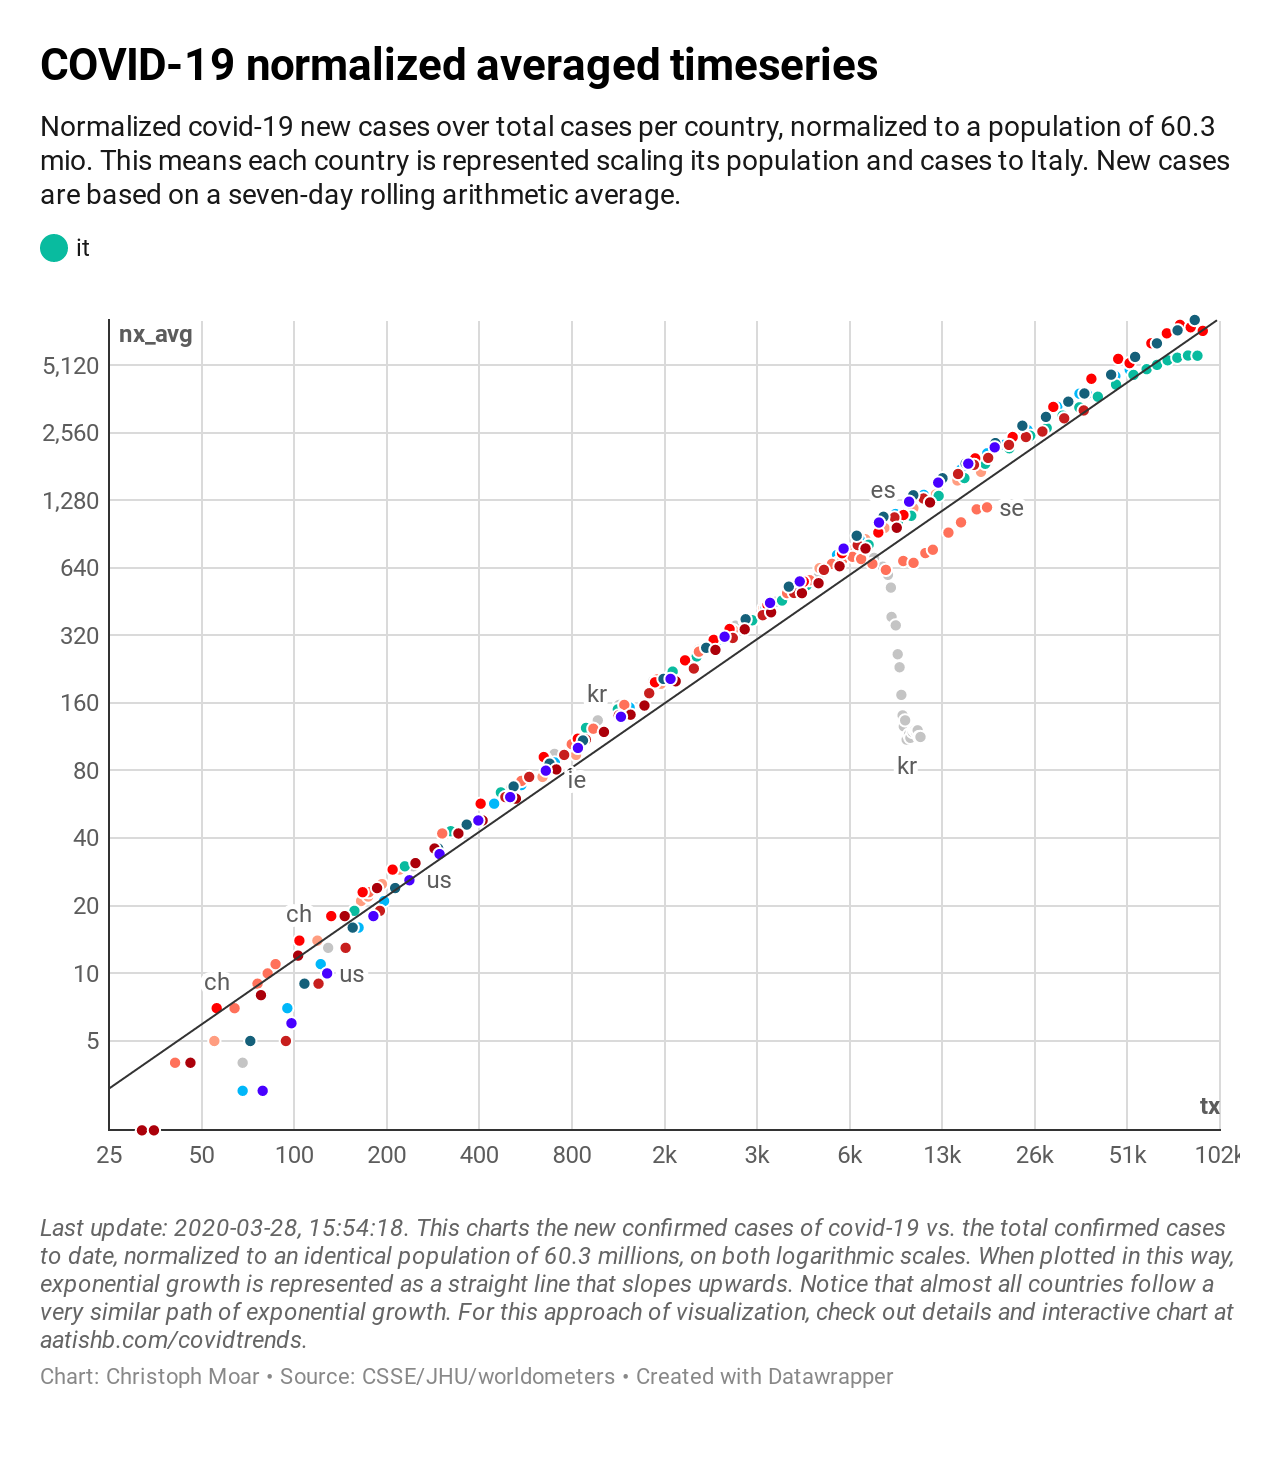 COVID-19 normalized averaged timeseries
Normalized covid-19 new cases over total cases per country, normalized to a population of 60.3
mio. This means each country is represented scaling its population and cases to Italy. New cases
are based on a seven-day rolling arithmetic average.
it
nx_avg
5,120
2,560
1,280
es
se
640
320
kr
160
kr
80
ie
40
us
20
ch
10
us
ch
5
tx
25
50
100
200
400
800
2k
3k
6k
13k
26k
51k
102k
Last update: 2020-03-28, 15:54:18. This charts the new confirmed cases of covid-19 vs. the total confirmed cases
to date, normalized to an identical population of 60.3 millions, on both logarithmic scales. When plotted in this way,
exponential growth is represented as a straight line that slopes upwards. Notice that almost all countries follow a
very similar path of exponential growth. For this approach of visualization, check out details and interactive chart at
aatishb.com/covidtrends.
Chart: Christoph Moar • Source: CSSE/JHU/worldometers • Created with Datawrapper